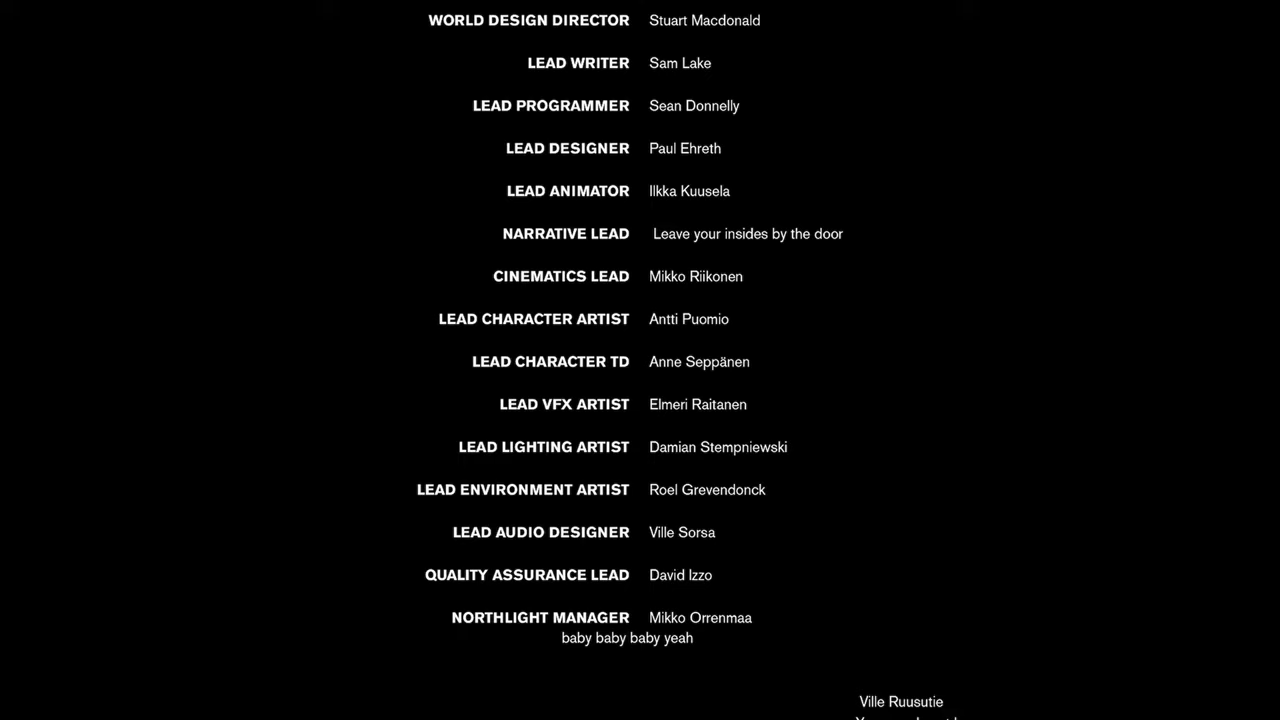 WORLD DESIGN DIRECTOR Stuart Macdonald
LEAD WRITER Sam Lake
LEAD PROGRAMMER Sean Donnelly
LEAD DESIGNER Paul Ehreth
LEAD ANIMATOR Ilkka Kuusela
NARRATIVE LEAD Leave your insides by the door
CINEMATICS LEAD Mikko Riikonen
LEAD CHARACTER ARTIST Antti Puomio
LEAD CHARACTER TD Anne Seppänen
LEAD VFX ARTIST Elmeri Raitanen
LEAD LIGHTING ARTIST Damian Stempniewski
LEAD ENVIRONMENT ARTIST Roel Grevendonck
LEAD AUDIO DESIGNER Ville Sorsa
QUALITY ASSURANCE LEAD David Izzo
NORTHLIGHT MANAGER Mikko Orrenmaa
baby baby baby yeah
Ville Ruusutie